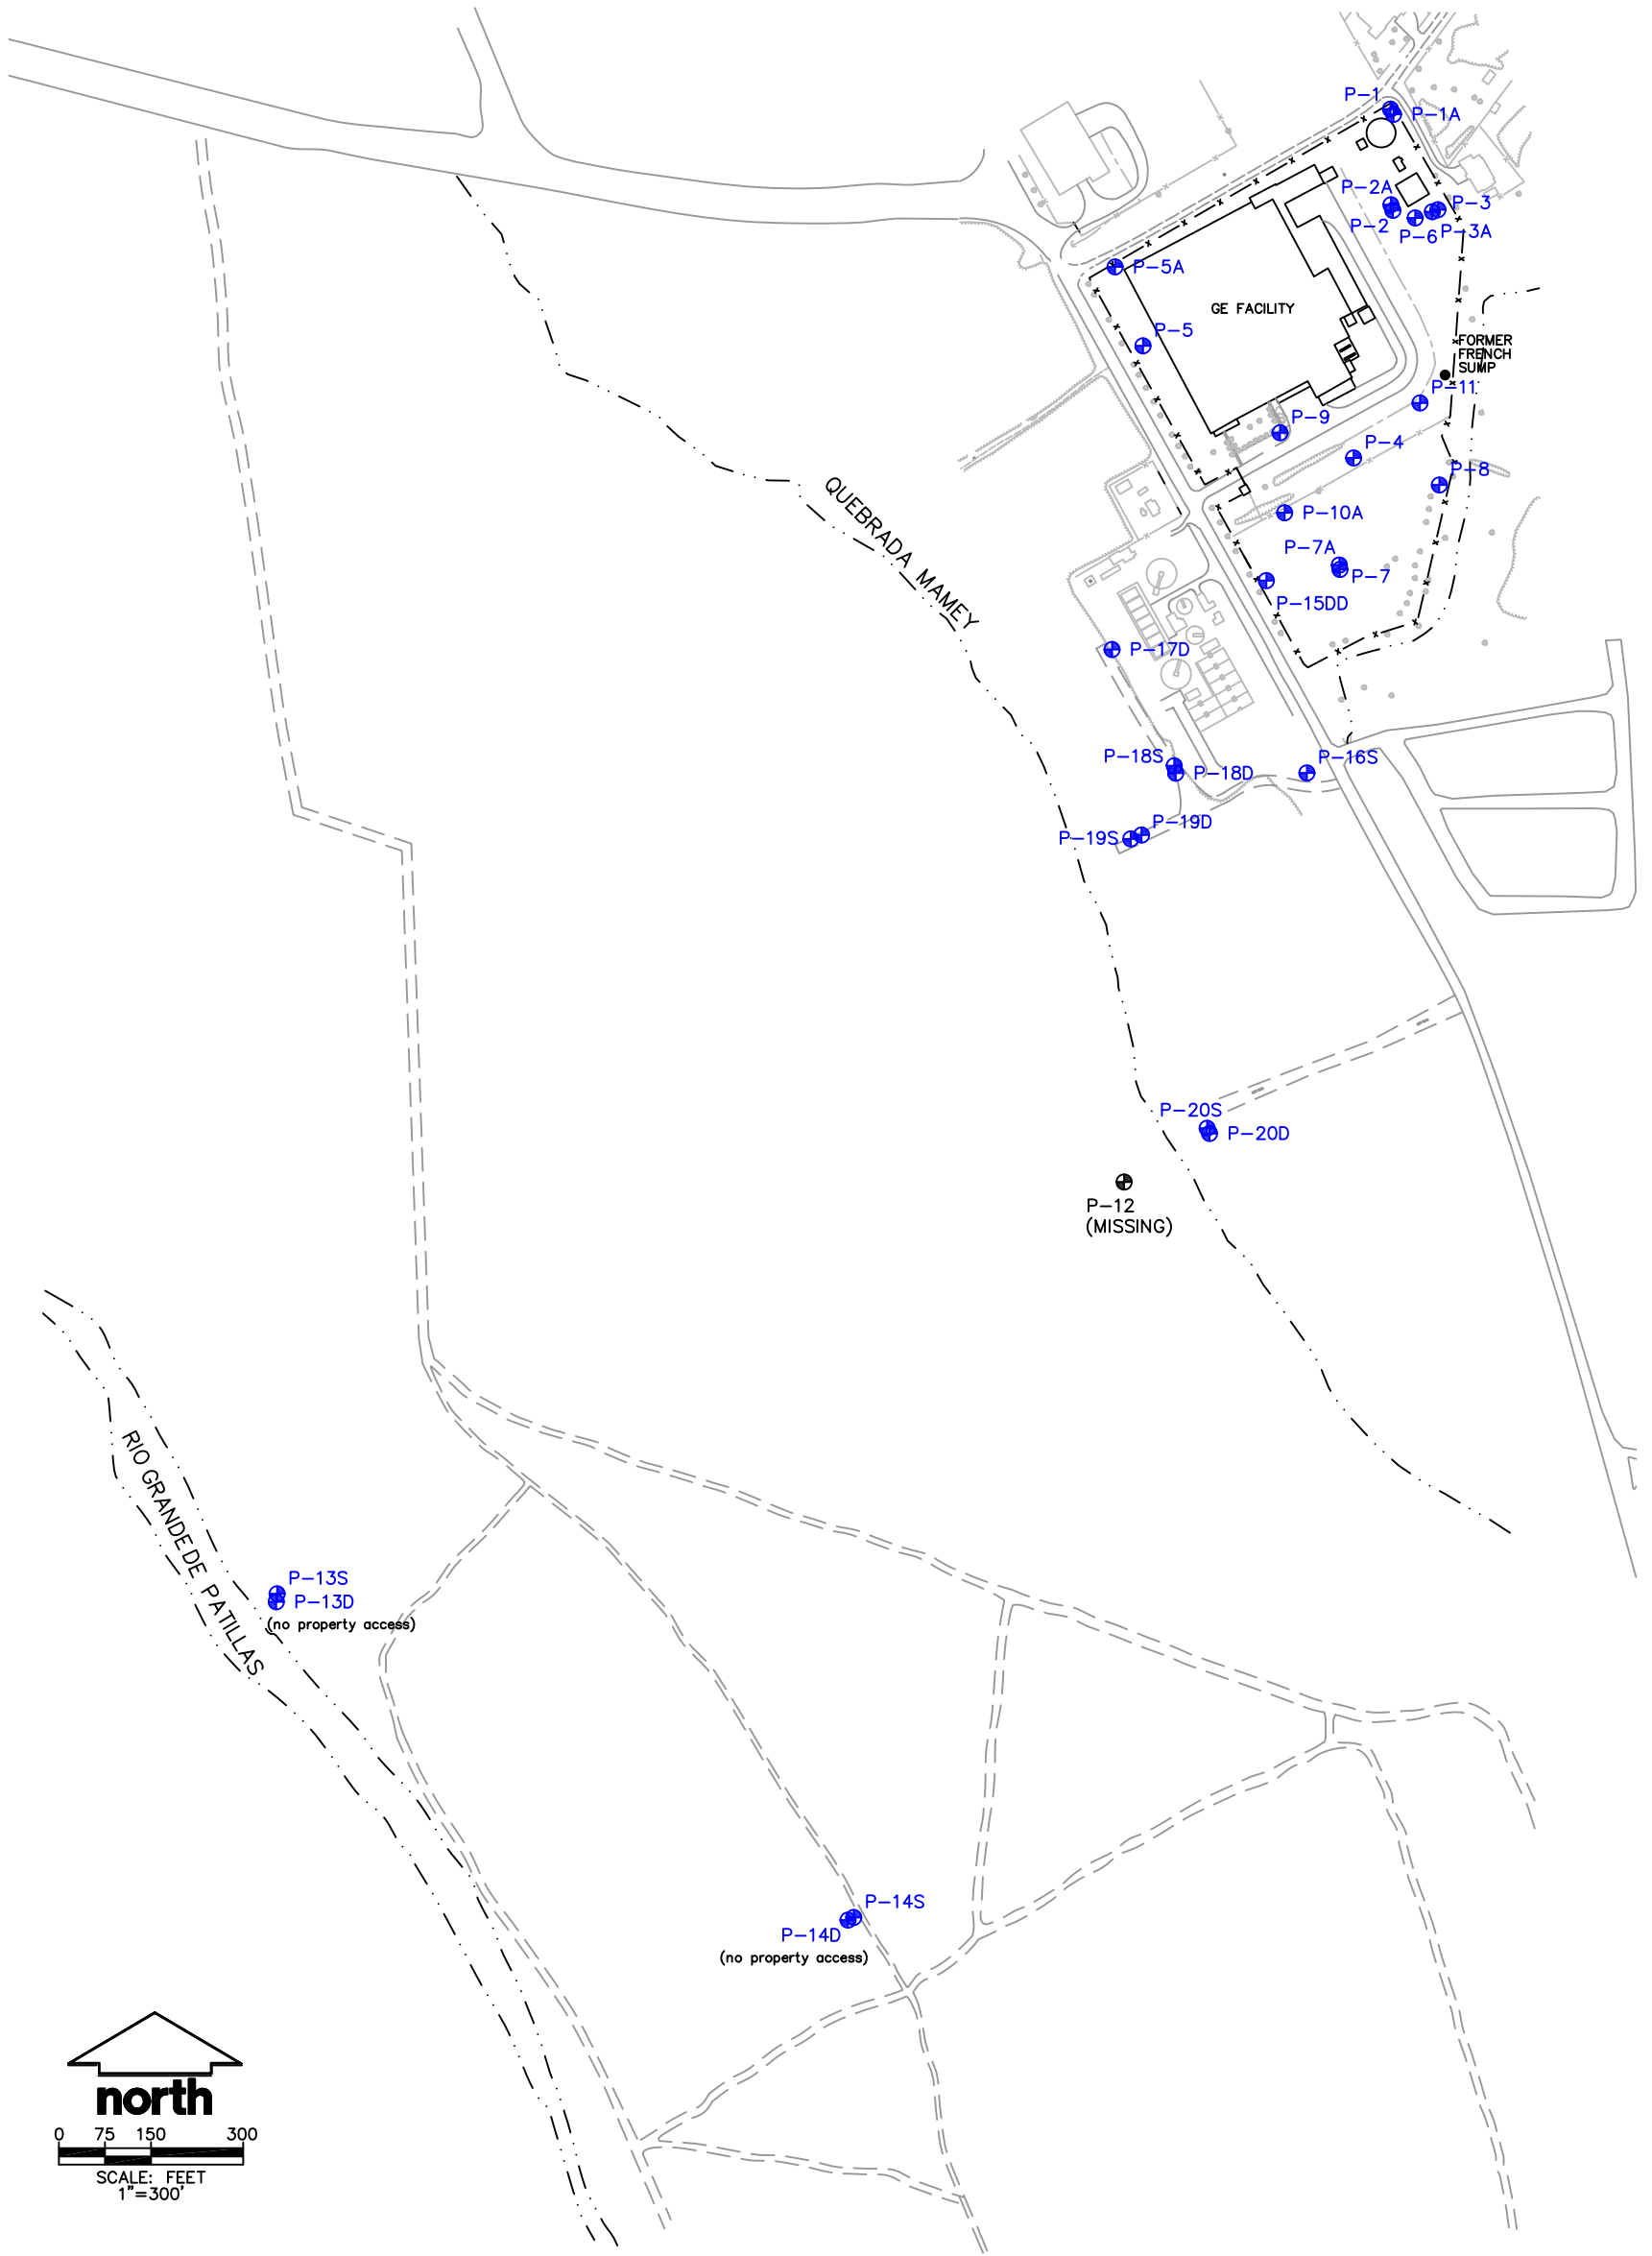 P-1
P-1A
P-2A
P-2
P-3
P-6
P-3A
P-5A
GE FACILITY
P-5
FORMER
FRENCH
SUMP
P-11
P-9
P-4
P-8
QUEBRADA MAMEY
P-10A
P-7A
P-7
P-15DD
P-17D
P-18S
P-18D
P-16S
P-19D
P-19S
P-20S
P-20D
P-12
(MISSING)
RIO GRANDE DE PATILLAS
P-13S
P-13D
(no property access)
P-14S
P-14D
(no property access)
north
0 75 150 300
SCALE: FEET
1"=300'